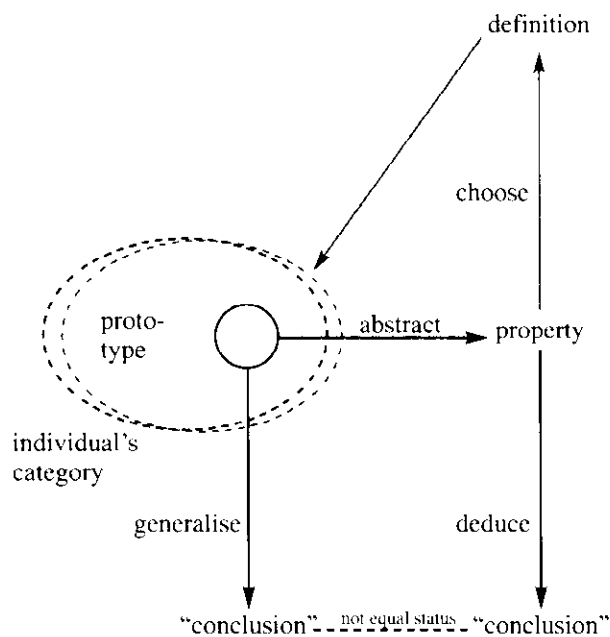 definition
choose
proto-
type
abstract
property
individual's
category
generalise
deduce
“conclusion” not equal status “conclusion”